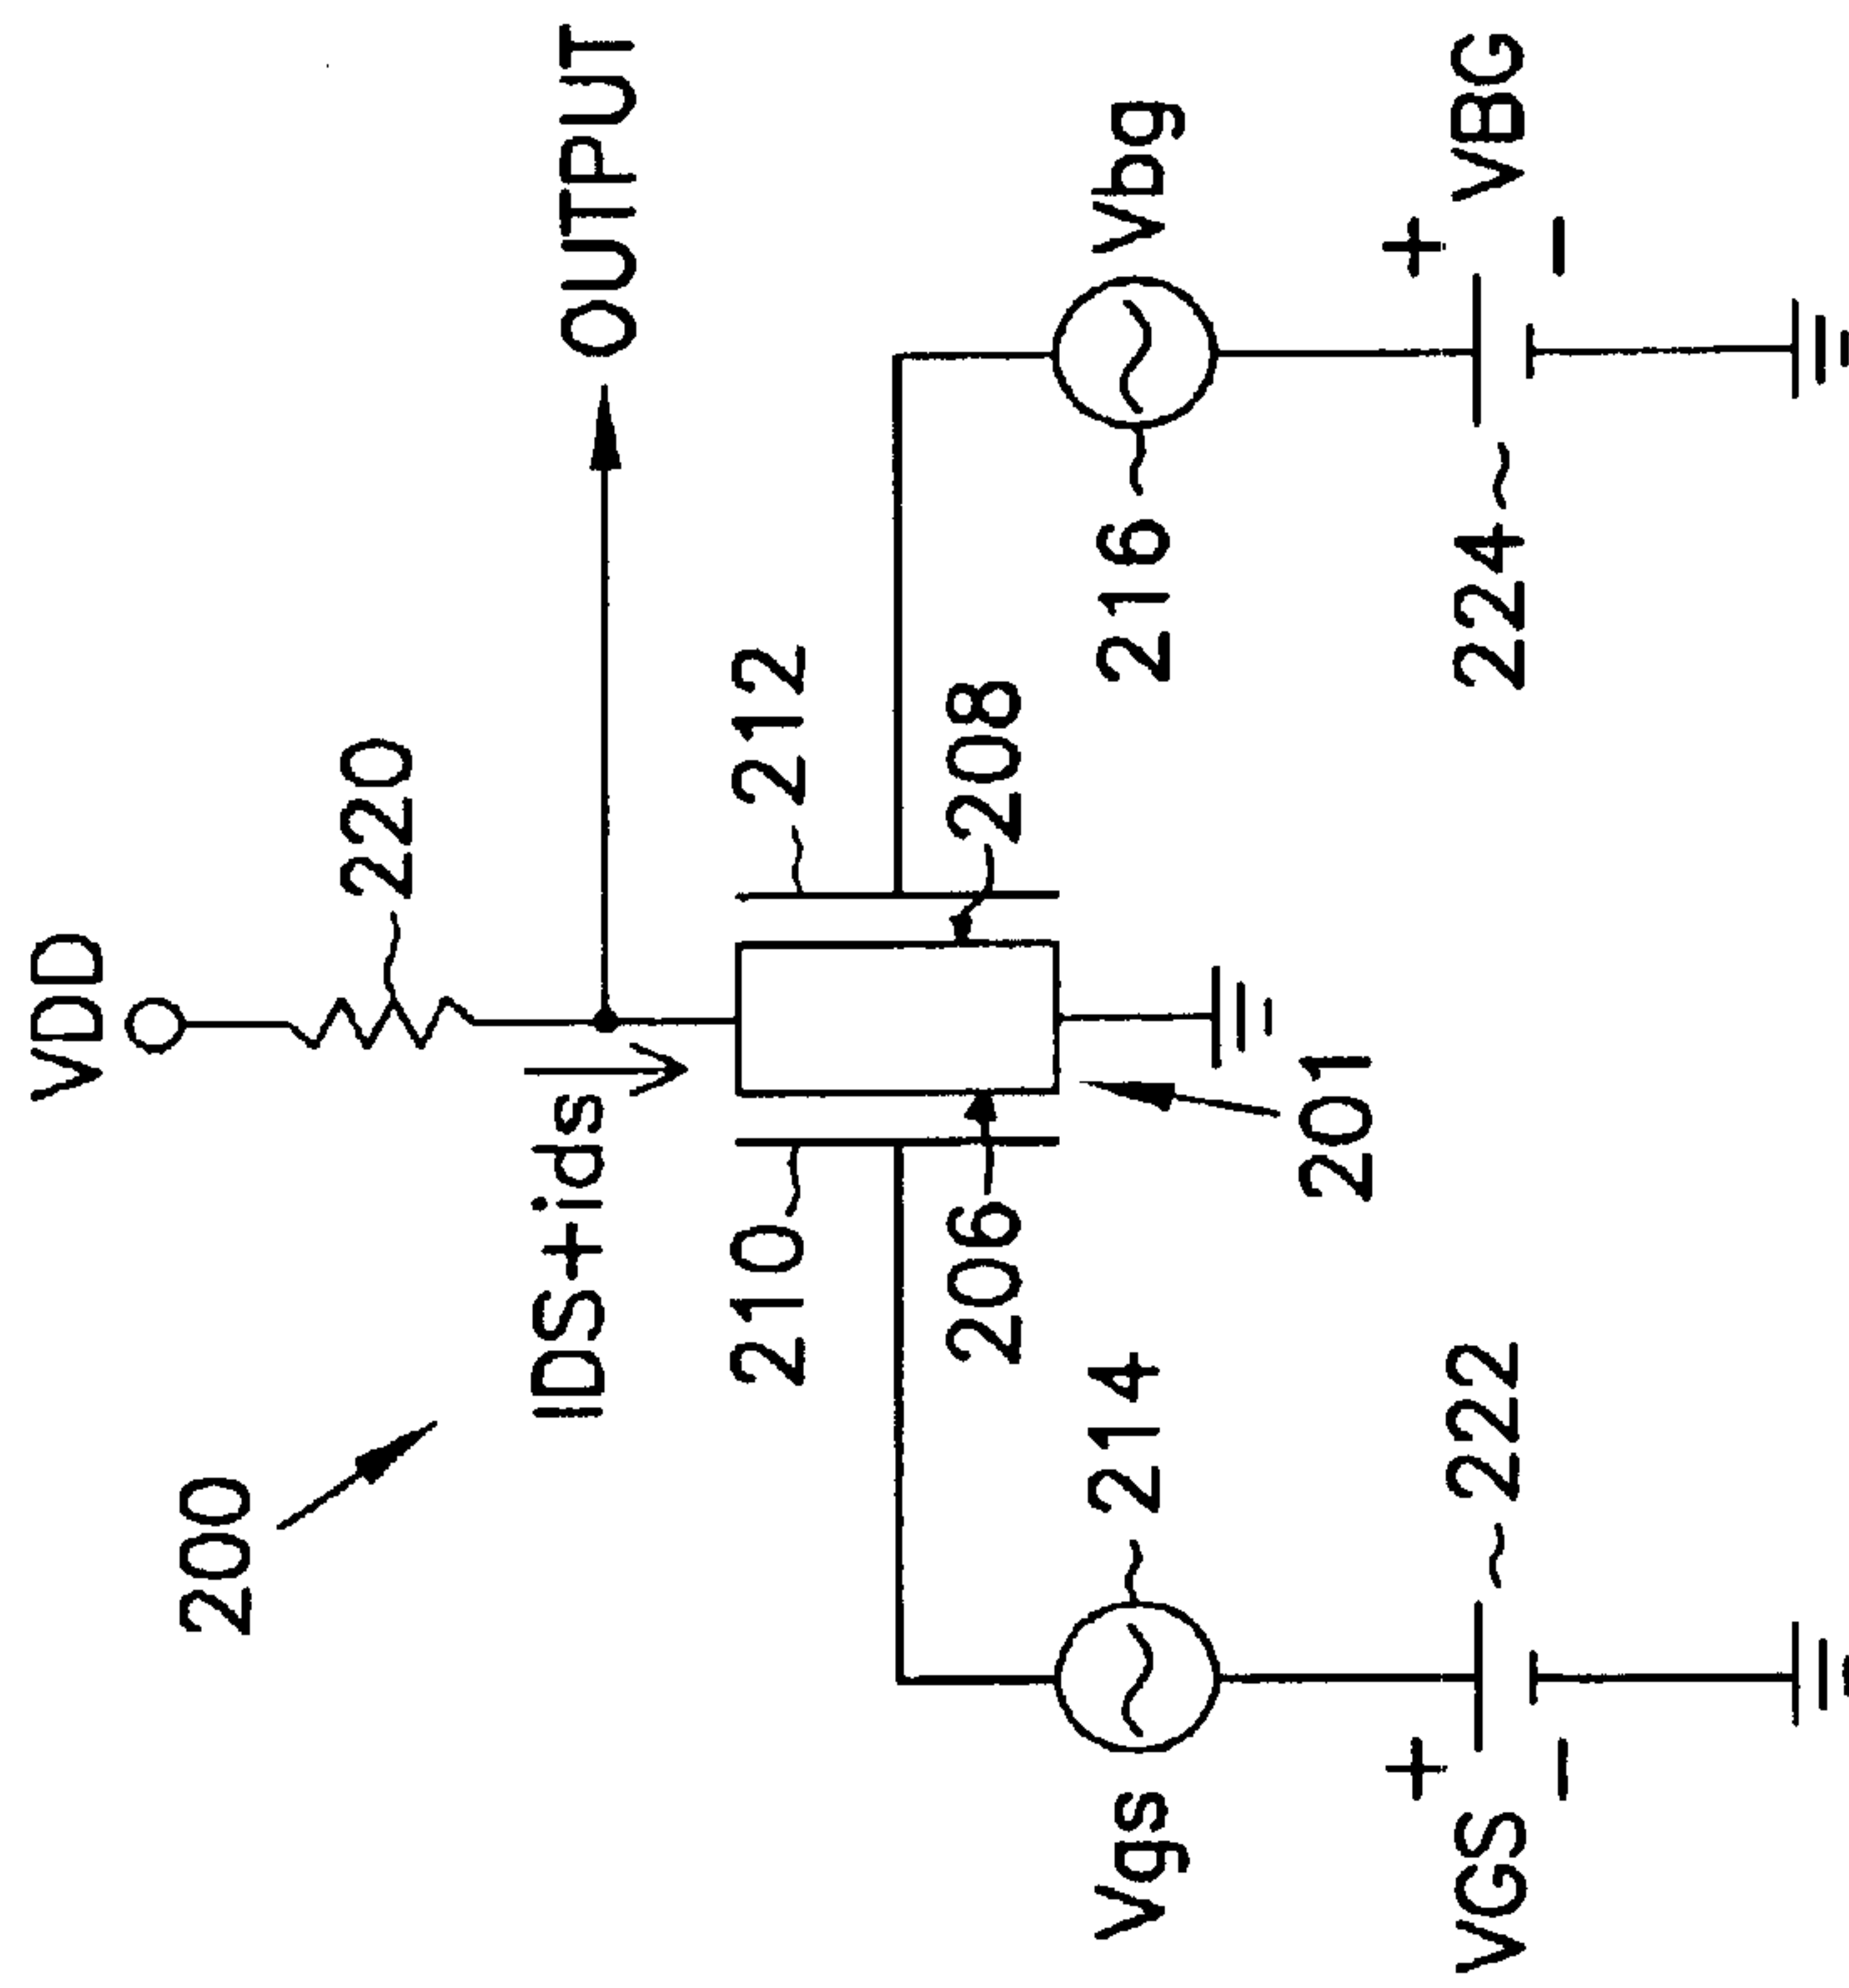 VDD
220
200
IDS+ids
OUTPUT
210
212
206
208
201
Vgs
214
216
Vbg
VGS
+
−
222
224
+
−
VBG